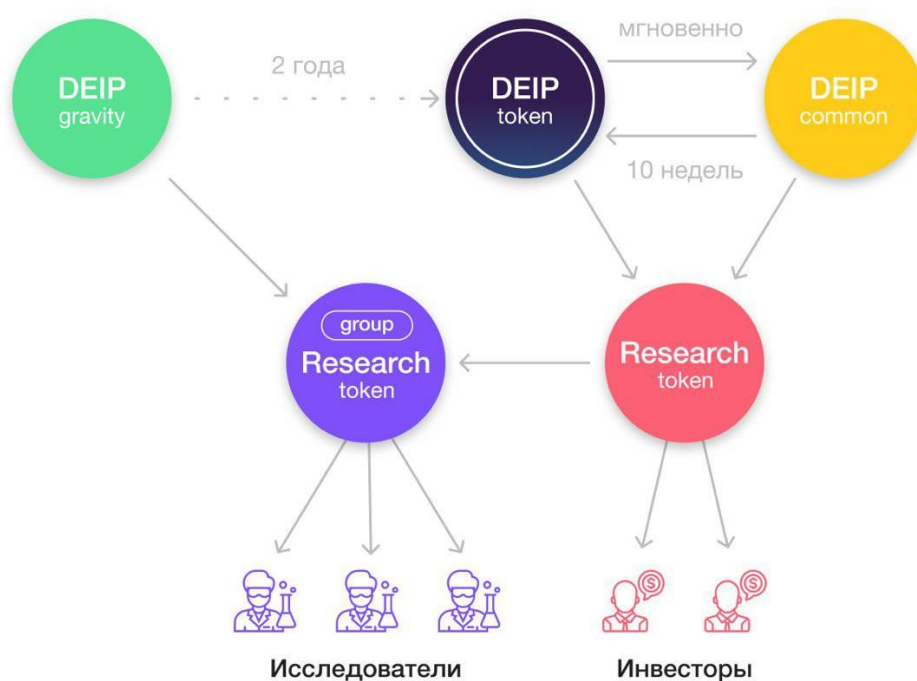 2 года
мгновенно
DEIP
gravity
DEIP
token
DEIP
common
10 недель
group
Research
token
Research
token
Исследователи
Инвесторы